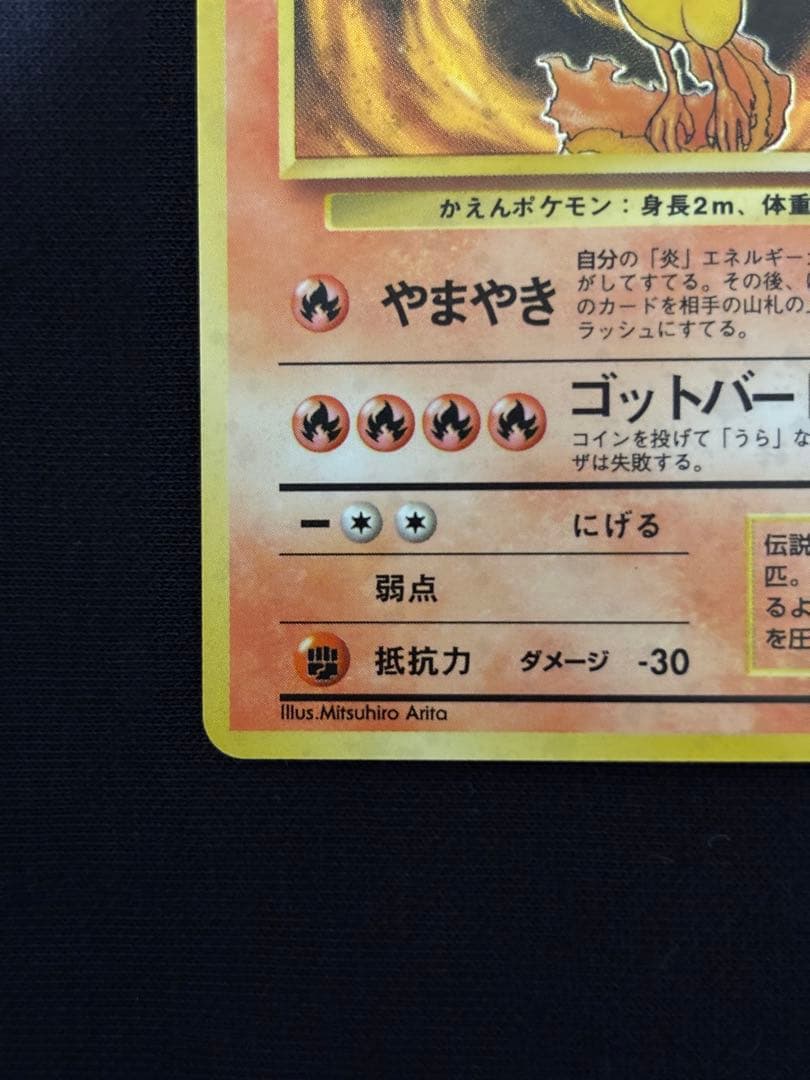 かえんポケモン：身長2m、体重
やまやき
自分の「炎」エネルギー
がしてすてる。その後、
のカードを相手の山札の
ラッシュにすてる。
ゴットバー
コインを投げて「うら」な
ザは失敗する。
にげる
弱点
抵抗力 ダメージ -30
伝説
匹。
るよ
を圧
Illus.Mitsuhiro Arita